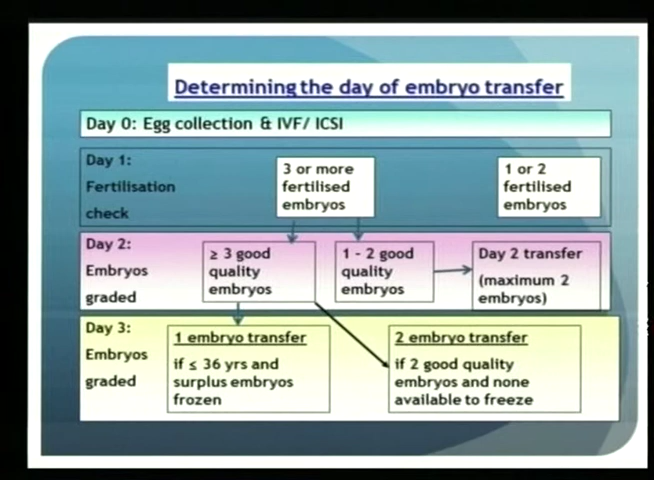 Determining the day of embryo transfer
Day 0: Egg collection & IVF/ ICSI
Day 1:
Fertilisation
check
3 or more
fertilised
embryos
1 or 2
fertilised
embryos
Day 2:
Embryos
graded
≥ 3 good
quality
embryos
1 - 2 good
quality
embryos
Day 2 transfer
(maximum 2
embryos)
Day 3:
Embryos
graded
1 embryo transfer
if ≤ 36 yrs and
surplus embryos
frozen
2 embryo transfer
if 2 good quality
embryos and none
available to freeze